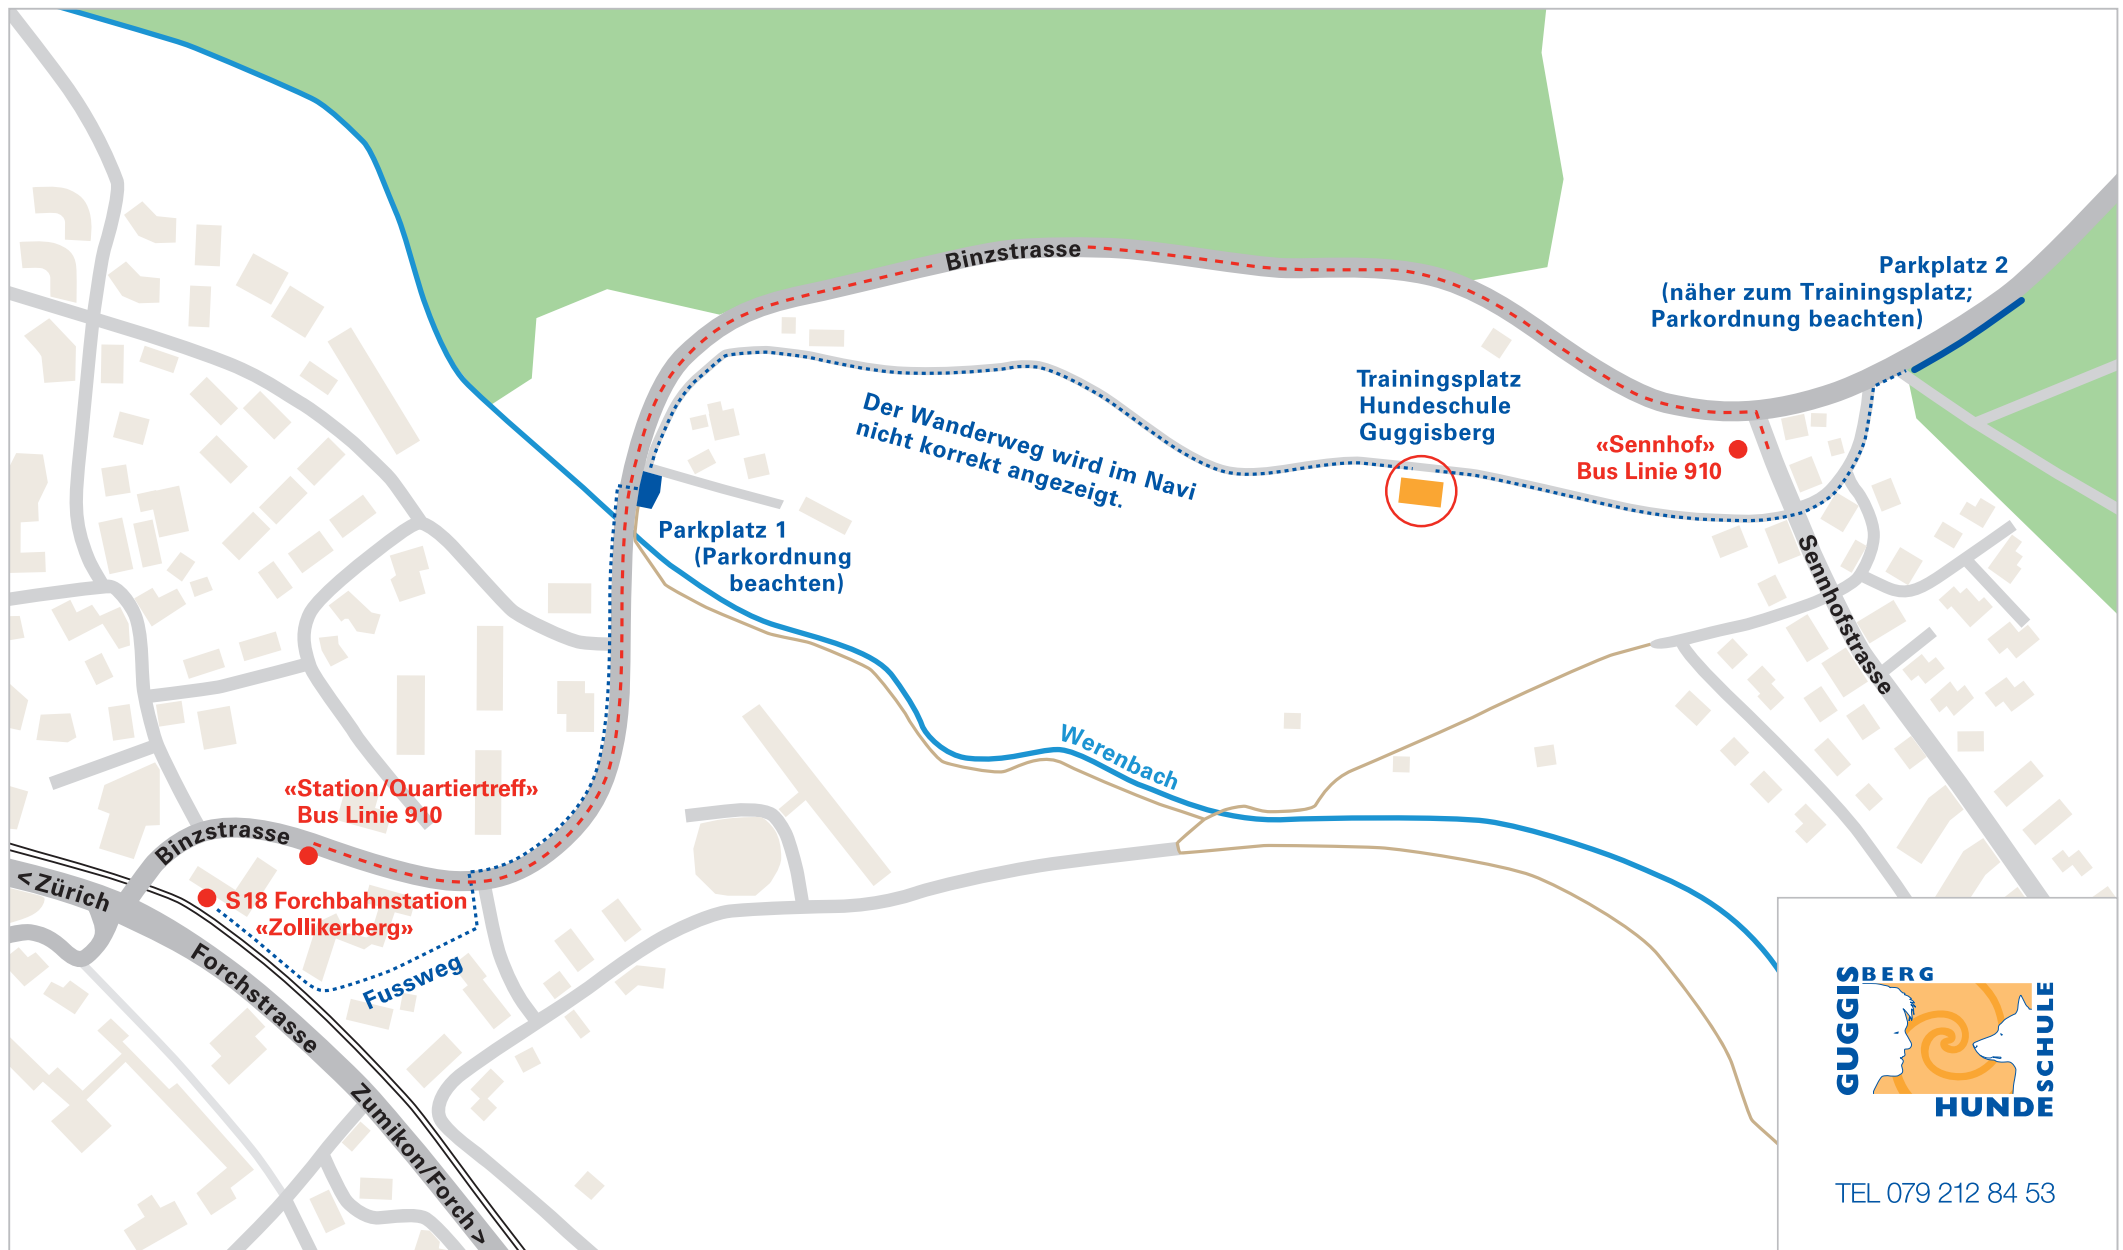 Binzstrasse
Parkplatz 2
(näher zum Trainingsplatz;
Parkordnung beachten)
Trainingsplatz
Hundeschule
Guggisberg
Der Wanderweg wird im Navi
nicht korrekt angezeigt.
«Sennhof»
Bus Linie 910
Parkplatz 1
(Parkordnung
beachten)
Sennhofstrasse
Werenbach
«Station/Quartiertreff»
Bus Linie 910
Binzstrasse
< Zürich
S18 Forchbahnstation
«Zollikerberg»
Fussweg
Forchstrasse
Zumikon/Forch >
GUGGISBERG
HUNDESCHULE
TEL 079 212 84 53